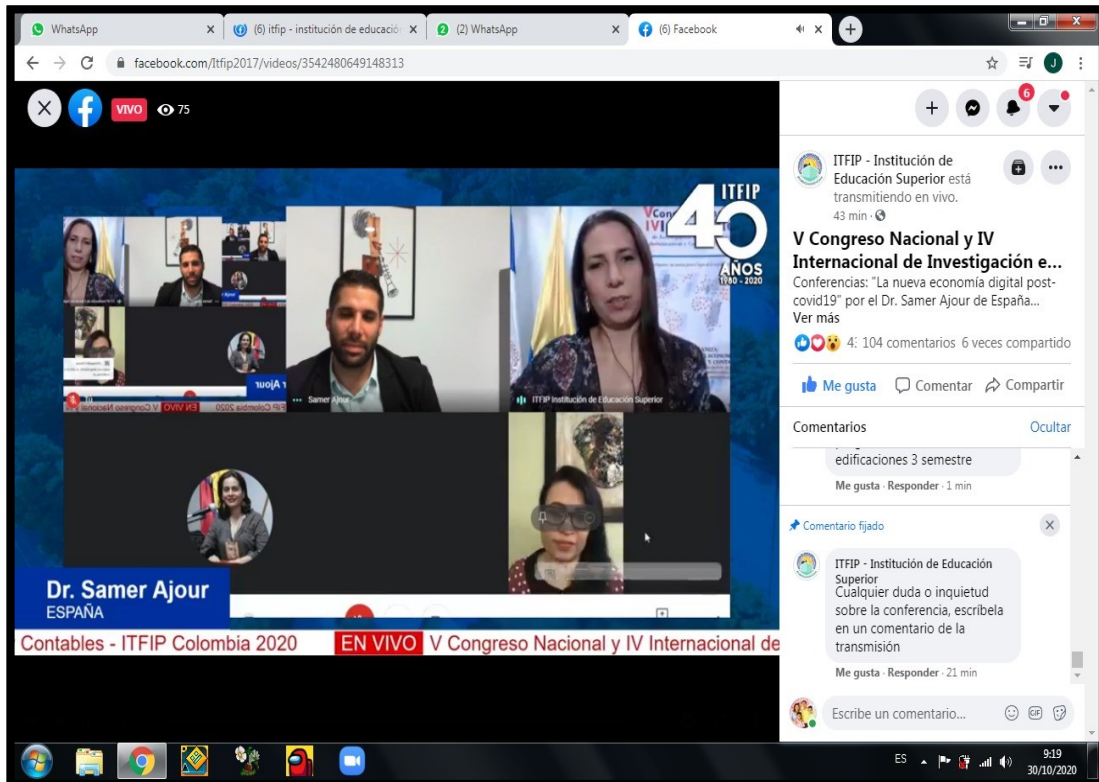 WhatsApp
(6) itfip - institución de educació
(2) WhatsApp
(6) Facebook
facebook.com/Itfip2017/videos/3542480649148313
J
VIVO 75
6
ITFIP
40
AÑOS
1980 - 2020
Samer Ajour
ITFIP Institución de Educación Superior
Dr. Samer Ajour
ESPAÑA
Contables - ITFIP Colombia 2020 EN VIVO V Congreso Nacional y IV Internacional de
ITFIP - Institución de
Educación Superior está
transmitiendo en vivo.
43 min
V Congreso Nacional y IV
Internacional de Investigación e...
Conferencias: "La nueva economía digital post-
covid19" por el Dr. Samer Ajour de España...
Ver más
104 comentarios 6 veces compartido
Me gusta Comentar Compartir
Comentarios Ocultar
edificaciones 3 semestre
Me gusta · Responder · 1 min
Comentario fijado
ITFIP - Institución de Educación
Superior
Cualquier duda o inquietud
sobre la conferencia, escríbela
en un comentario de la
transmisión
Me gusta · Responder · 21 min
Escribe un comentario...
GIF
ES
9:19
30/10/2020